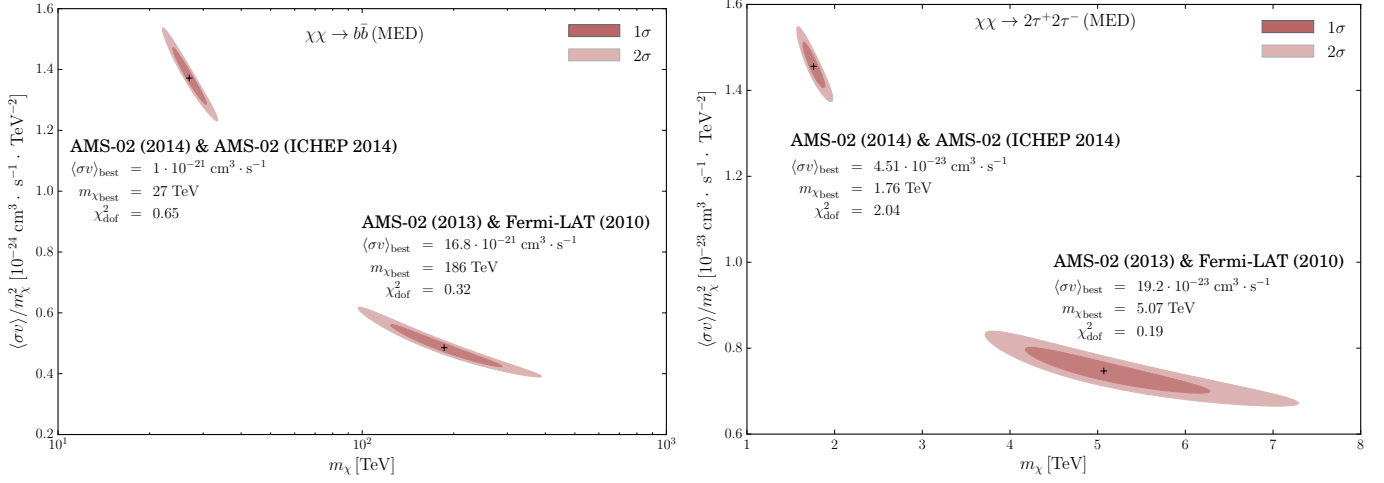 χχ → bb̄ (MED)
1σ
2σ
AMS-02 (2014) & AMS-02 (ICHEP 2014)
⟨σv⟩best = 1 · 10⁻²¹ cm³ · s⁻¹
mχbest = 27 TeV
χ²dof = 0.65
AMS-02 (2013) & Fermi-LAT (2010)
⟨σv⟩best = 16.8 · 10⁻²¹ cm³ · s⁻¹
mχbest = 186 TeV
χ²dof = 0.32
⟨σv⟩/m²χ [10⁻²⁴ cm³ · s⁻¹ · TeV⁻²]
1.6
1.4
1.2
1.0
0.8
0.6
0.4
0.2
10¹
10²
10³
mχ [TeV]
χχ → 2τ⁺2τ⁻ (MED)
1σ
2σ
AMS-02 (2014) & AMS-02 (ICHEP 2014)
⟨σv⟩best = 4.51 · 10⁻²³ cm³ · s⁻¹
mχbest = 1.76 TeV
χ²dof = 2.04
AMS-02 (2013) & Fermi-LAT (2010)
⟨σv⟩best = 19.2 · 10⁻²³ cm³ · s⁻¹
mχbest = 5.07 TeV
χ²dof = 0.19
⟨σv⟩/m²χ [10⁻²³ cm³ · s⁻¹ · TeV⁻²]
1.6
1.4
1.2
1.0
0.8
0.6
1
2
3
4
5
6
7
8
mχ [TeV]